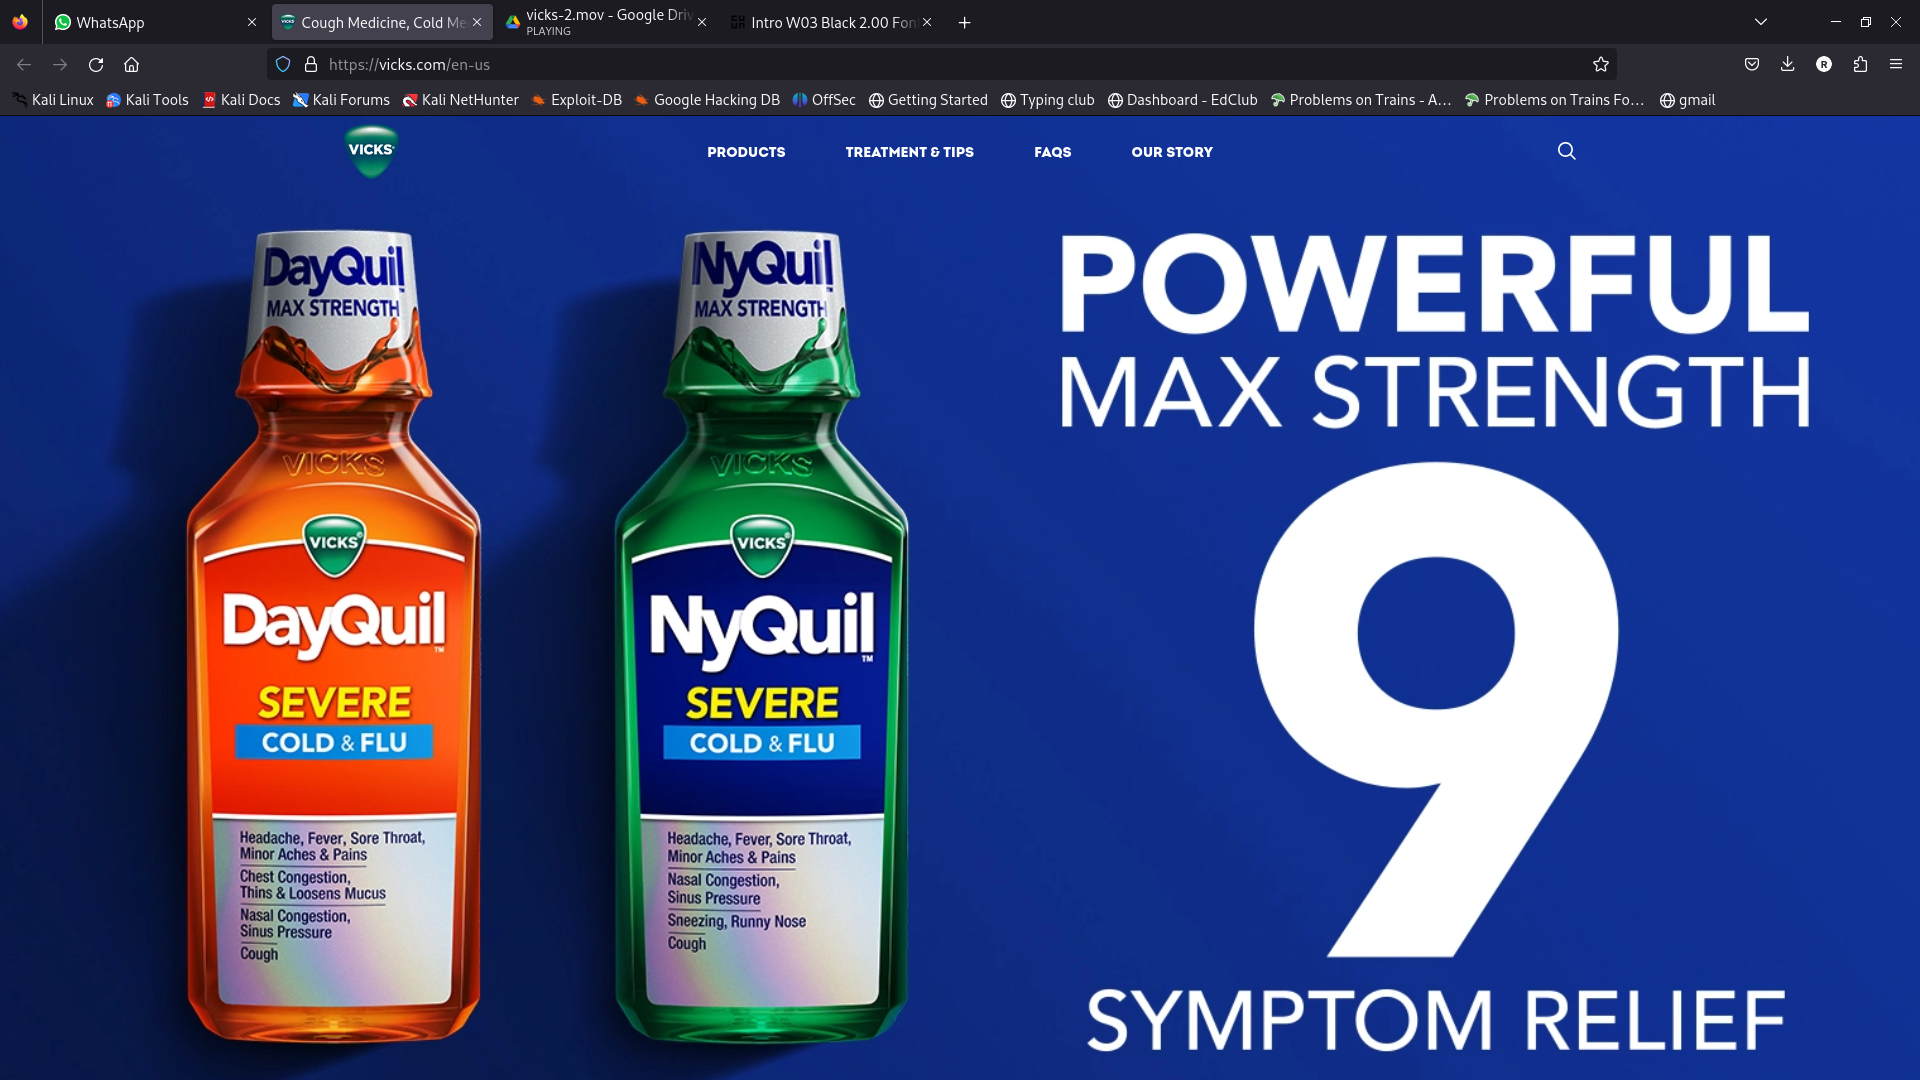 WhatsApp
Cough Medicine, Cold Me
vicks-2.mov - Google Driv
PLAYING
Intro W03 Black 2.00 Fon
https://vicks.com/en-us
R
Kali Linux
Kali Tools
Kali Docs
Kali Forums
Kali NetHunter
Exploit-DB
Google Hacking DB
OffSec
Getting Started
Typing club
Dashboard - EdClub
Problems on Trains - A...
Problems on Trains Fo...
gmail
VICKS
PRODUCTS
TREATMENT & TIPS
FAQS
OUR STORY
DayQuil™
MAX STRENGTH
VICKS
VICKS®
DayQuil™
SEVERE
COLD & FLU
Headache, Fever, Sore Throat,
Minor Aches & Pains
Chest Congestion,
Thins & Loosens Mucus
Nasal Congestion,
Sinus Pressure
Cough
NyQuil™
MAX STRENGTH
VICKS
VICKS®
NyQuil™
SEVERE
COLD & FLU
Headache, Fever, Sore Throat,
Minor Aches & Pains
Nasal Congestion,
Sinus Pressure
Sneezing, Runny Nose
Cough
POWERFUL
MAX STRENGTH
9
SYMPTOM RELIEF